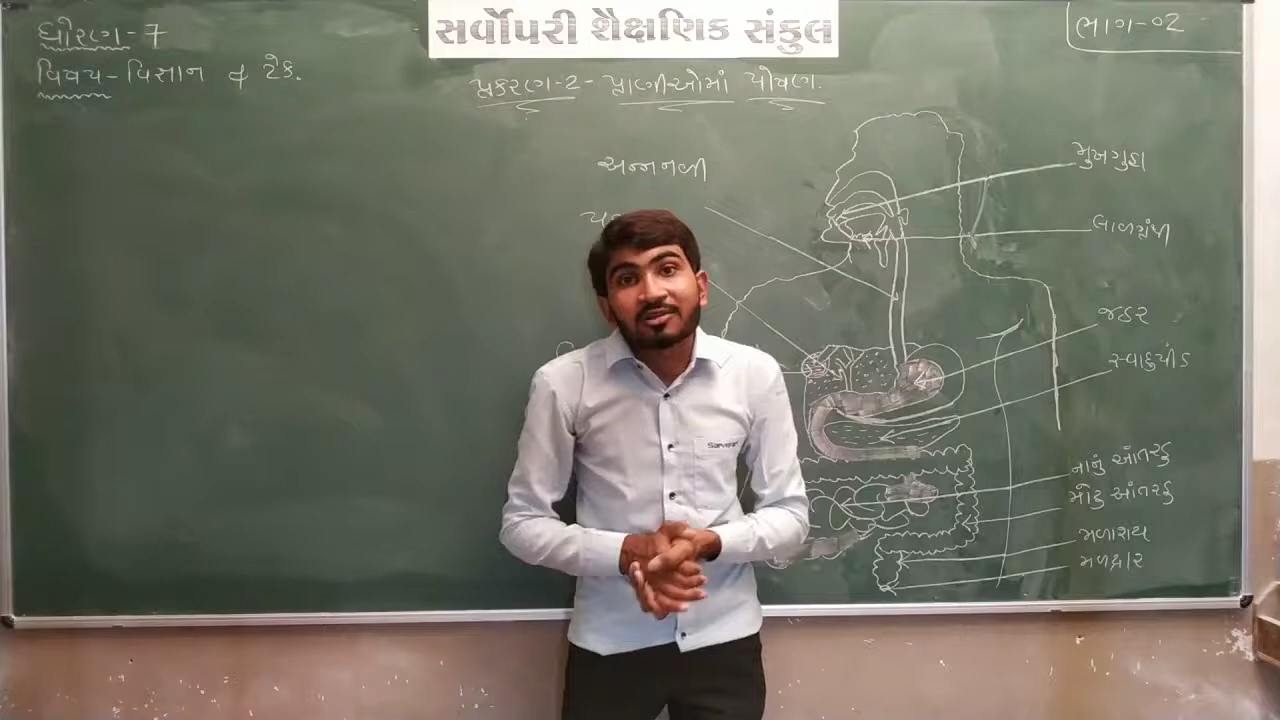 સર્વોપરી શૈક્ષણિક સંકુલ
ધોરણ-7
ભાગ-02
વિષય-વિજ્ઞાન & ટેક.
પ્રકરણ-2-પ્રાણીઓમાં પોષણ.
અન્નનળી
મુખગુહા
લાળગ્રંથી
જઠર
સ્વાદુપીંડ
નાનું આંતરડુ
મોટુ આંતરડુ
મળાશય
મળદ્વાર